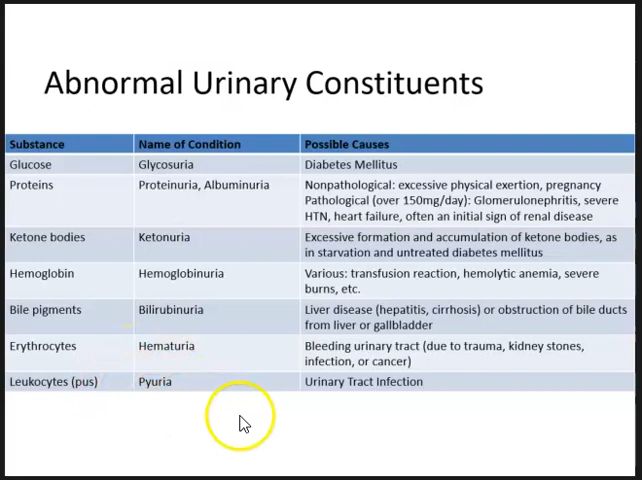 Abnormal Urinary Constituents
Substance Name of Condition Possible Causes
Glucose Glycosuria Diabetes Mellitus
Proteins Proteinuria, Albuminuria Nonpathological: excessive physical exertion, pregnancy
Pathological (over 150mg/day): Glomerulonephritis, severe
HTN, heart failure, often an initial sign of renal disease
Ketone bodies Ketonuria Excessive formation and accumulation of ketone bodies, as
in starvation and untreated diabetes mellitus
Hemoglobin Hemoglobinuria Various: transfusion reaction, hemolytic anemia, severe
burns, etc.
Bile pigments Bilirubinuria Liver disease (hepatitis, cirrhosis) or obstruction of bile ducts
from liver or gallbladder
Erythrocytes Hematuria Bleeding urinary tract (due to trauma, kidney stones,
infection, or cancer)
Leukocytes (pus) Pyuria Urinary Tract Infection